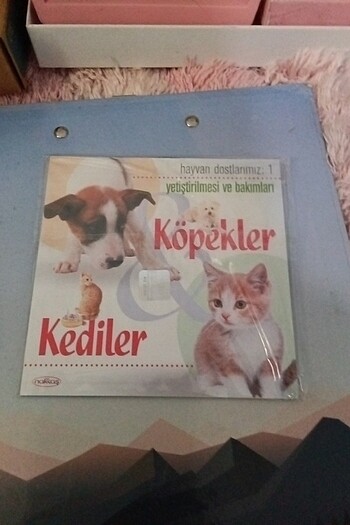 hayvan dostlarımız: 1
yetiştirilmesi ve bakımları
Köpekler
&
Kediler